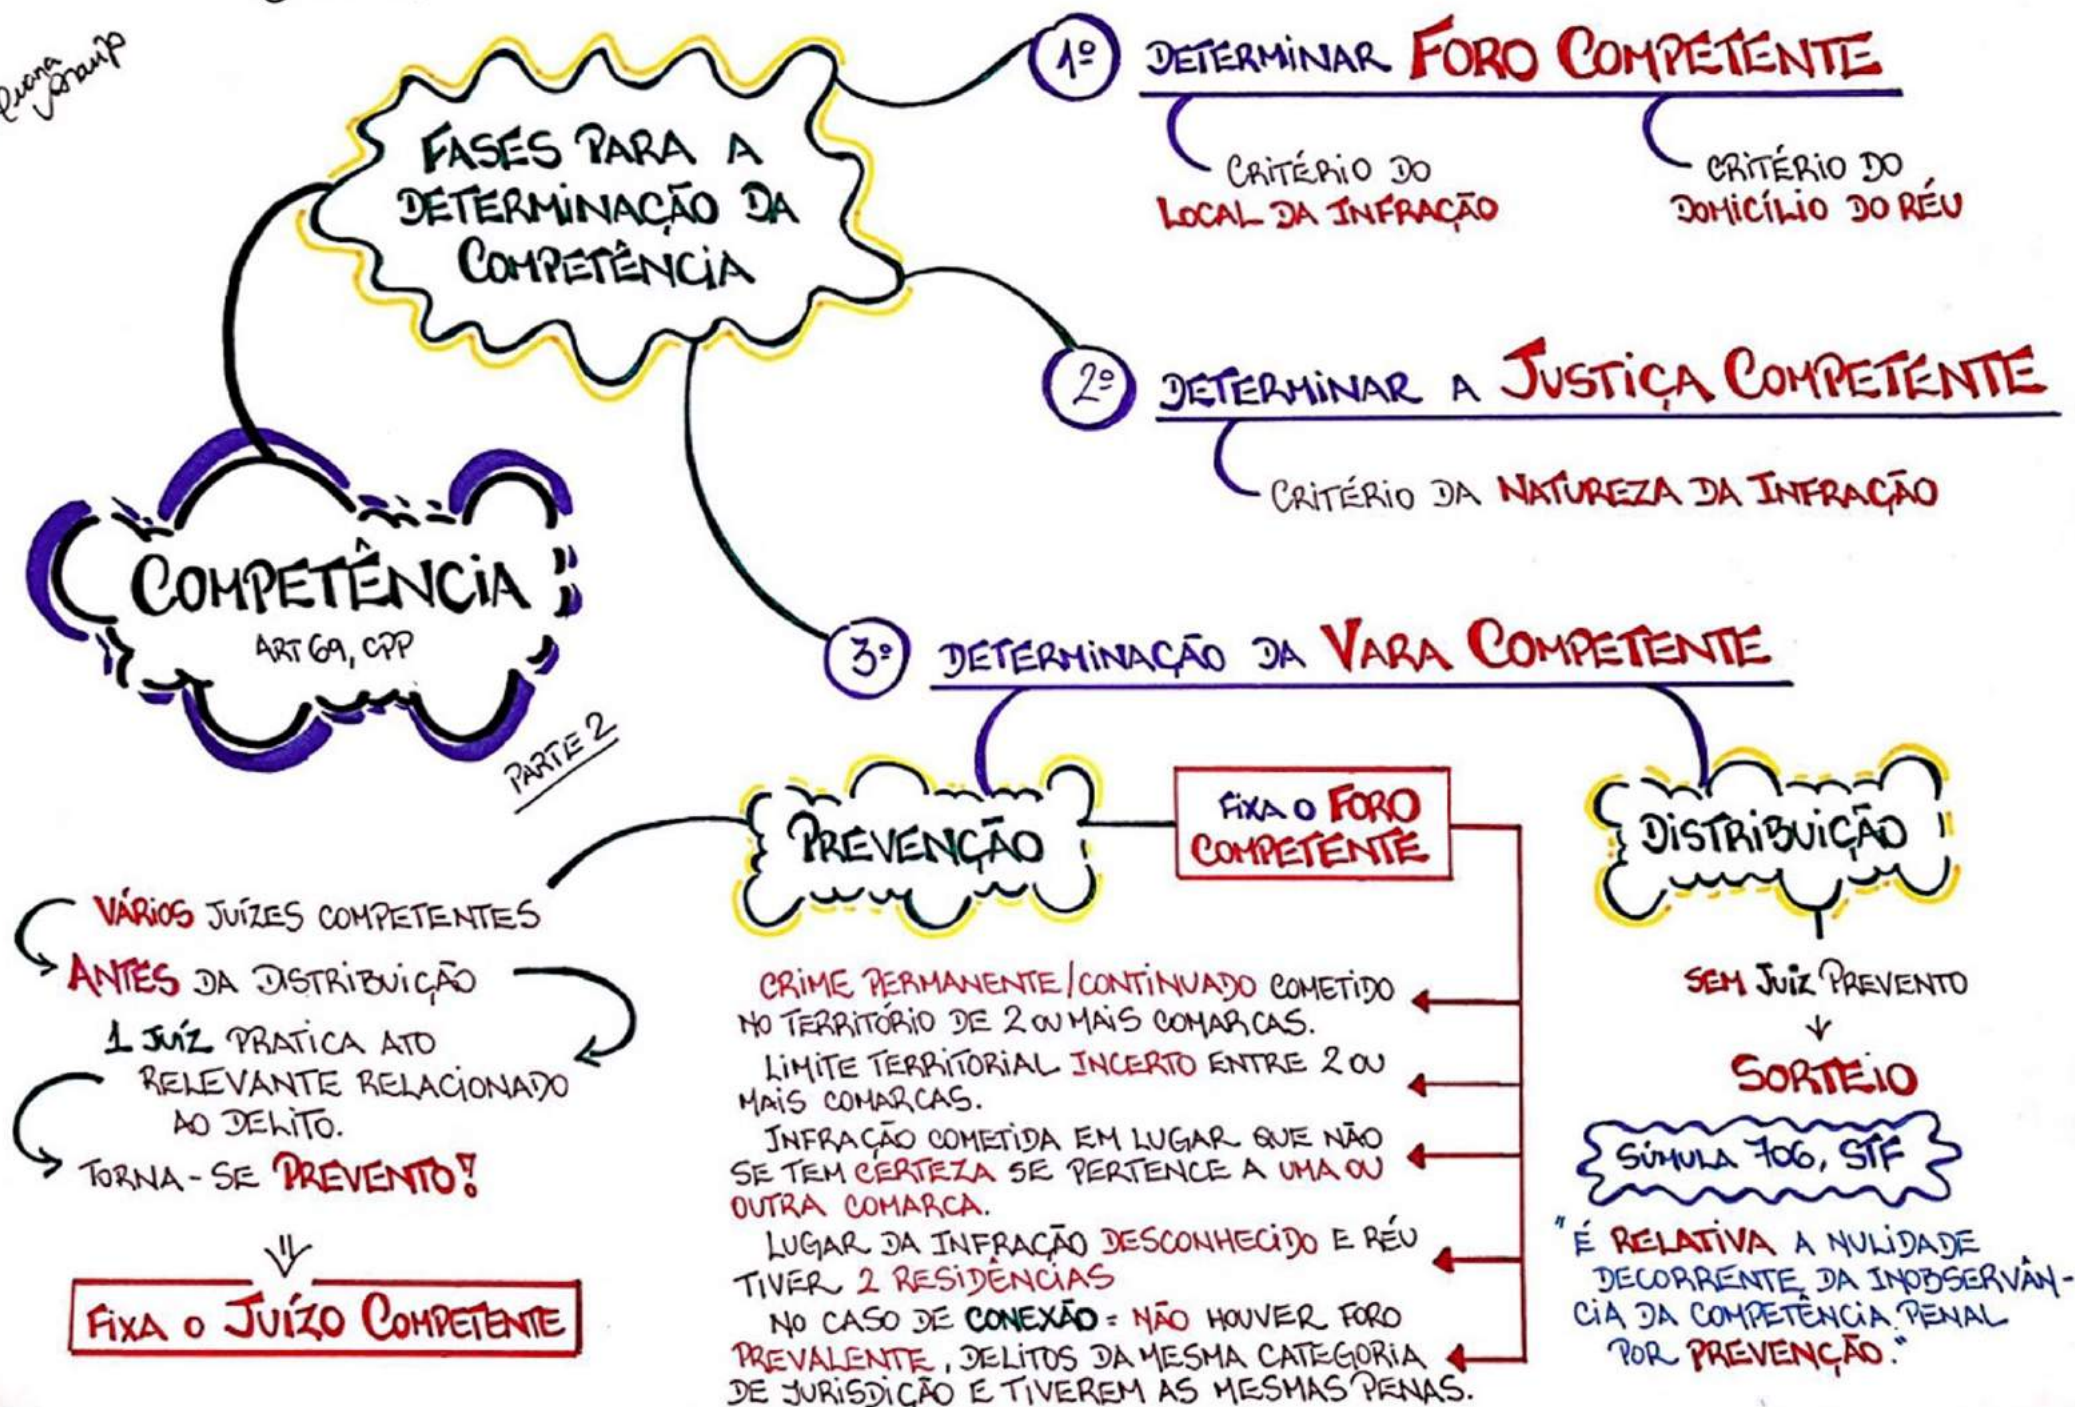 FASES PARA A
DETERMINAÇÃO DA
COMPETÊNCIA
COMPETÊNCIA
ART 69, CPP
PARTE 2
1º DETERMINAR FORO COMPETENTE
CRITÉRIO DO
LOCAL DA INFRAÇÃO
CRITÉRIO DO
DOMICÍLIO DO RÉU
2º DETERMINAR A JUSTIÇA COMPETENTE
CRITÉRIO DA NATUREZA DA INFRAÇÃO
3º DETERMINAÇÃO DA VARA COMPETENTE
PREVENÇÃO
VÁRIOS JUÍZES COMPETENTES
ANTES DA DISTRIBUIÇÃO
1 JUÍZ PRATICA ATO
RELEVANTE RELACIONADO
AO DELITO.
TORNA-SE PREVENTO!
FIXA O JUÍZO COMPETENTE
FIXA O FORO
COMPETENTE
CRIME PERMANENTE/CONTINUADO COMETIDO
NO TERRITÓRIO DE 2 OU MAIS COMARCAS.
LIMITE TERRITORIAL INCERTO ENTRE 2 OU
MAIS COMARCAS.
INFRAÇÃO COMETIDA EM LUGAR QUE NÃO
SE TEM CERTEZA SE PERTENCE A UMA OU
OUTRA COMARCA.
LUGAR DA INFRAÇÃO DESCONHECIDO E RÉU
TIVER 2 RESIDÊNCIAS
NO CASO DE CONEXÃO = NÃO HOUVER FORO
PREVALENTE, DELITOS DA MESMA CATEGORIA
DE JURISDIÇÃO E TIVEREM AS MESMAS PENAS.
DISTRIBUIÇÃO
SEM JUIZ PREVENTO
SORTEIO
SÚMULA 706, STF
"É RELATIVA A NULIDADE
DECORRENTE DA INOBSERVÂN-
CIA DA COMPETÊNCIA PENAL
POR PREVENÇÃO."